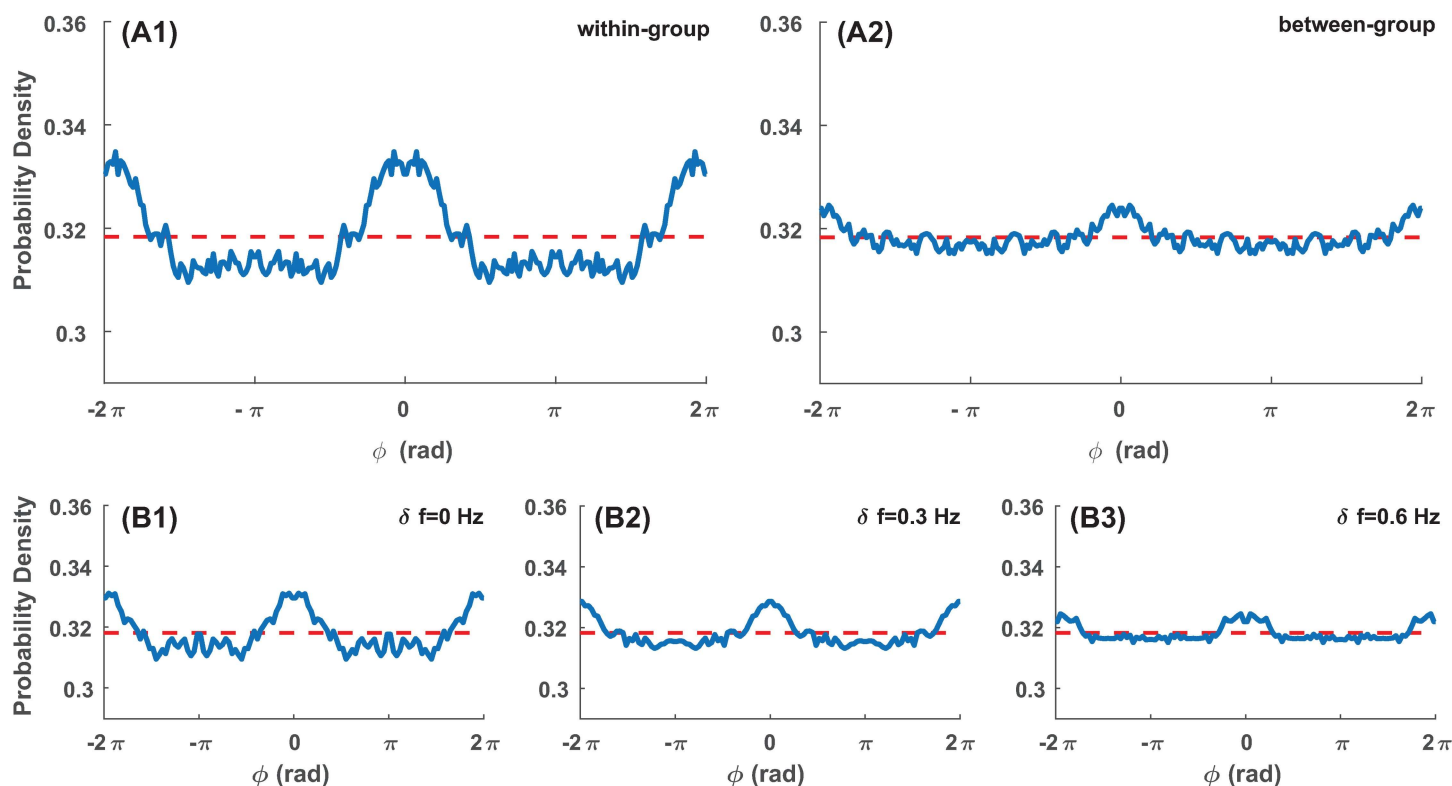 (A1) within-group
0.36
0.34
0.32
0.3
Probability Density
-2 π - π 0 π 2 π
ϕ (rad)
(A2) between-group
0.36
0.34
0.32
0.3
-2 π - π 0 π 2 π
ϕ (rad)
(B1) δ f=0 Hz
0.36
0.34
0.32
0.3
Probability Density
-2 π -π 0 π 2 π
ϕ (rad)
(B2) δ f=0.3 Hz
0.36
0.34
0.32
0.3
-2 π -π 0 π 2 π
ϕ (rad)
(B3) δ f=0.6 Hz
0.36
0.34
0.32
0.3
-2 π -π 0 π 2 π
ϕ (rad)